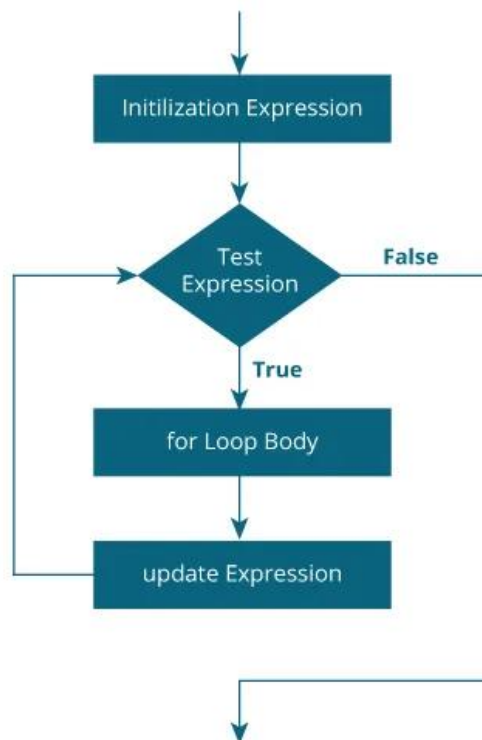 Initilization Expression
Test
Expression
False
True
for Loop Body
update Expression